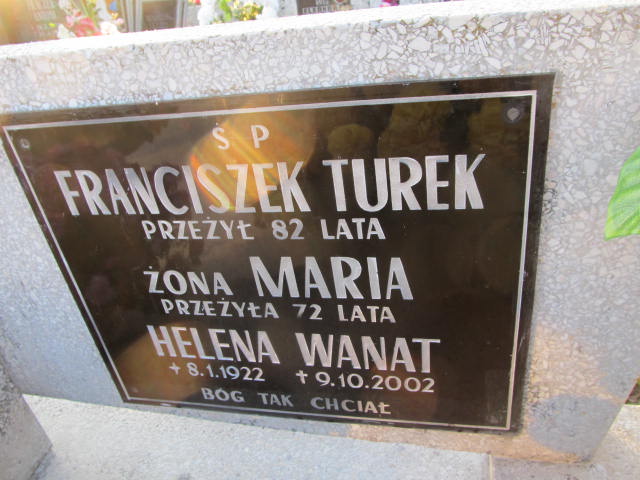 Ś P
FRANCISZEK TUREK
PRZEŻYŁ 82 LATA
ŻONA MARIA
PRZEŻYŁA 72 LATA
HELENA WANAT
+ 8.1.1922 + 9.10.2002
BÓG TAK CHCIAŁ